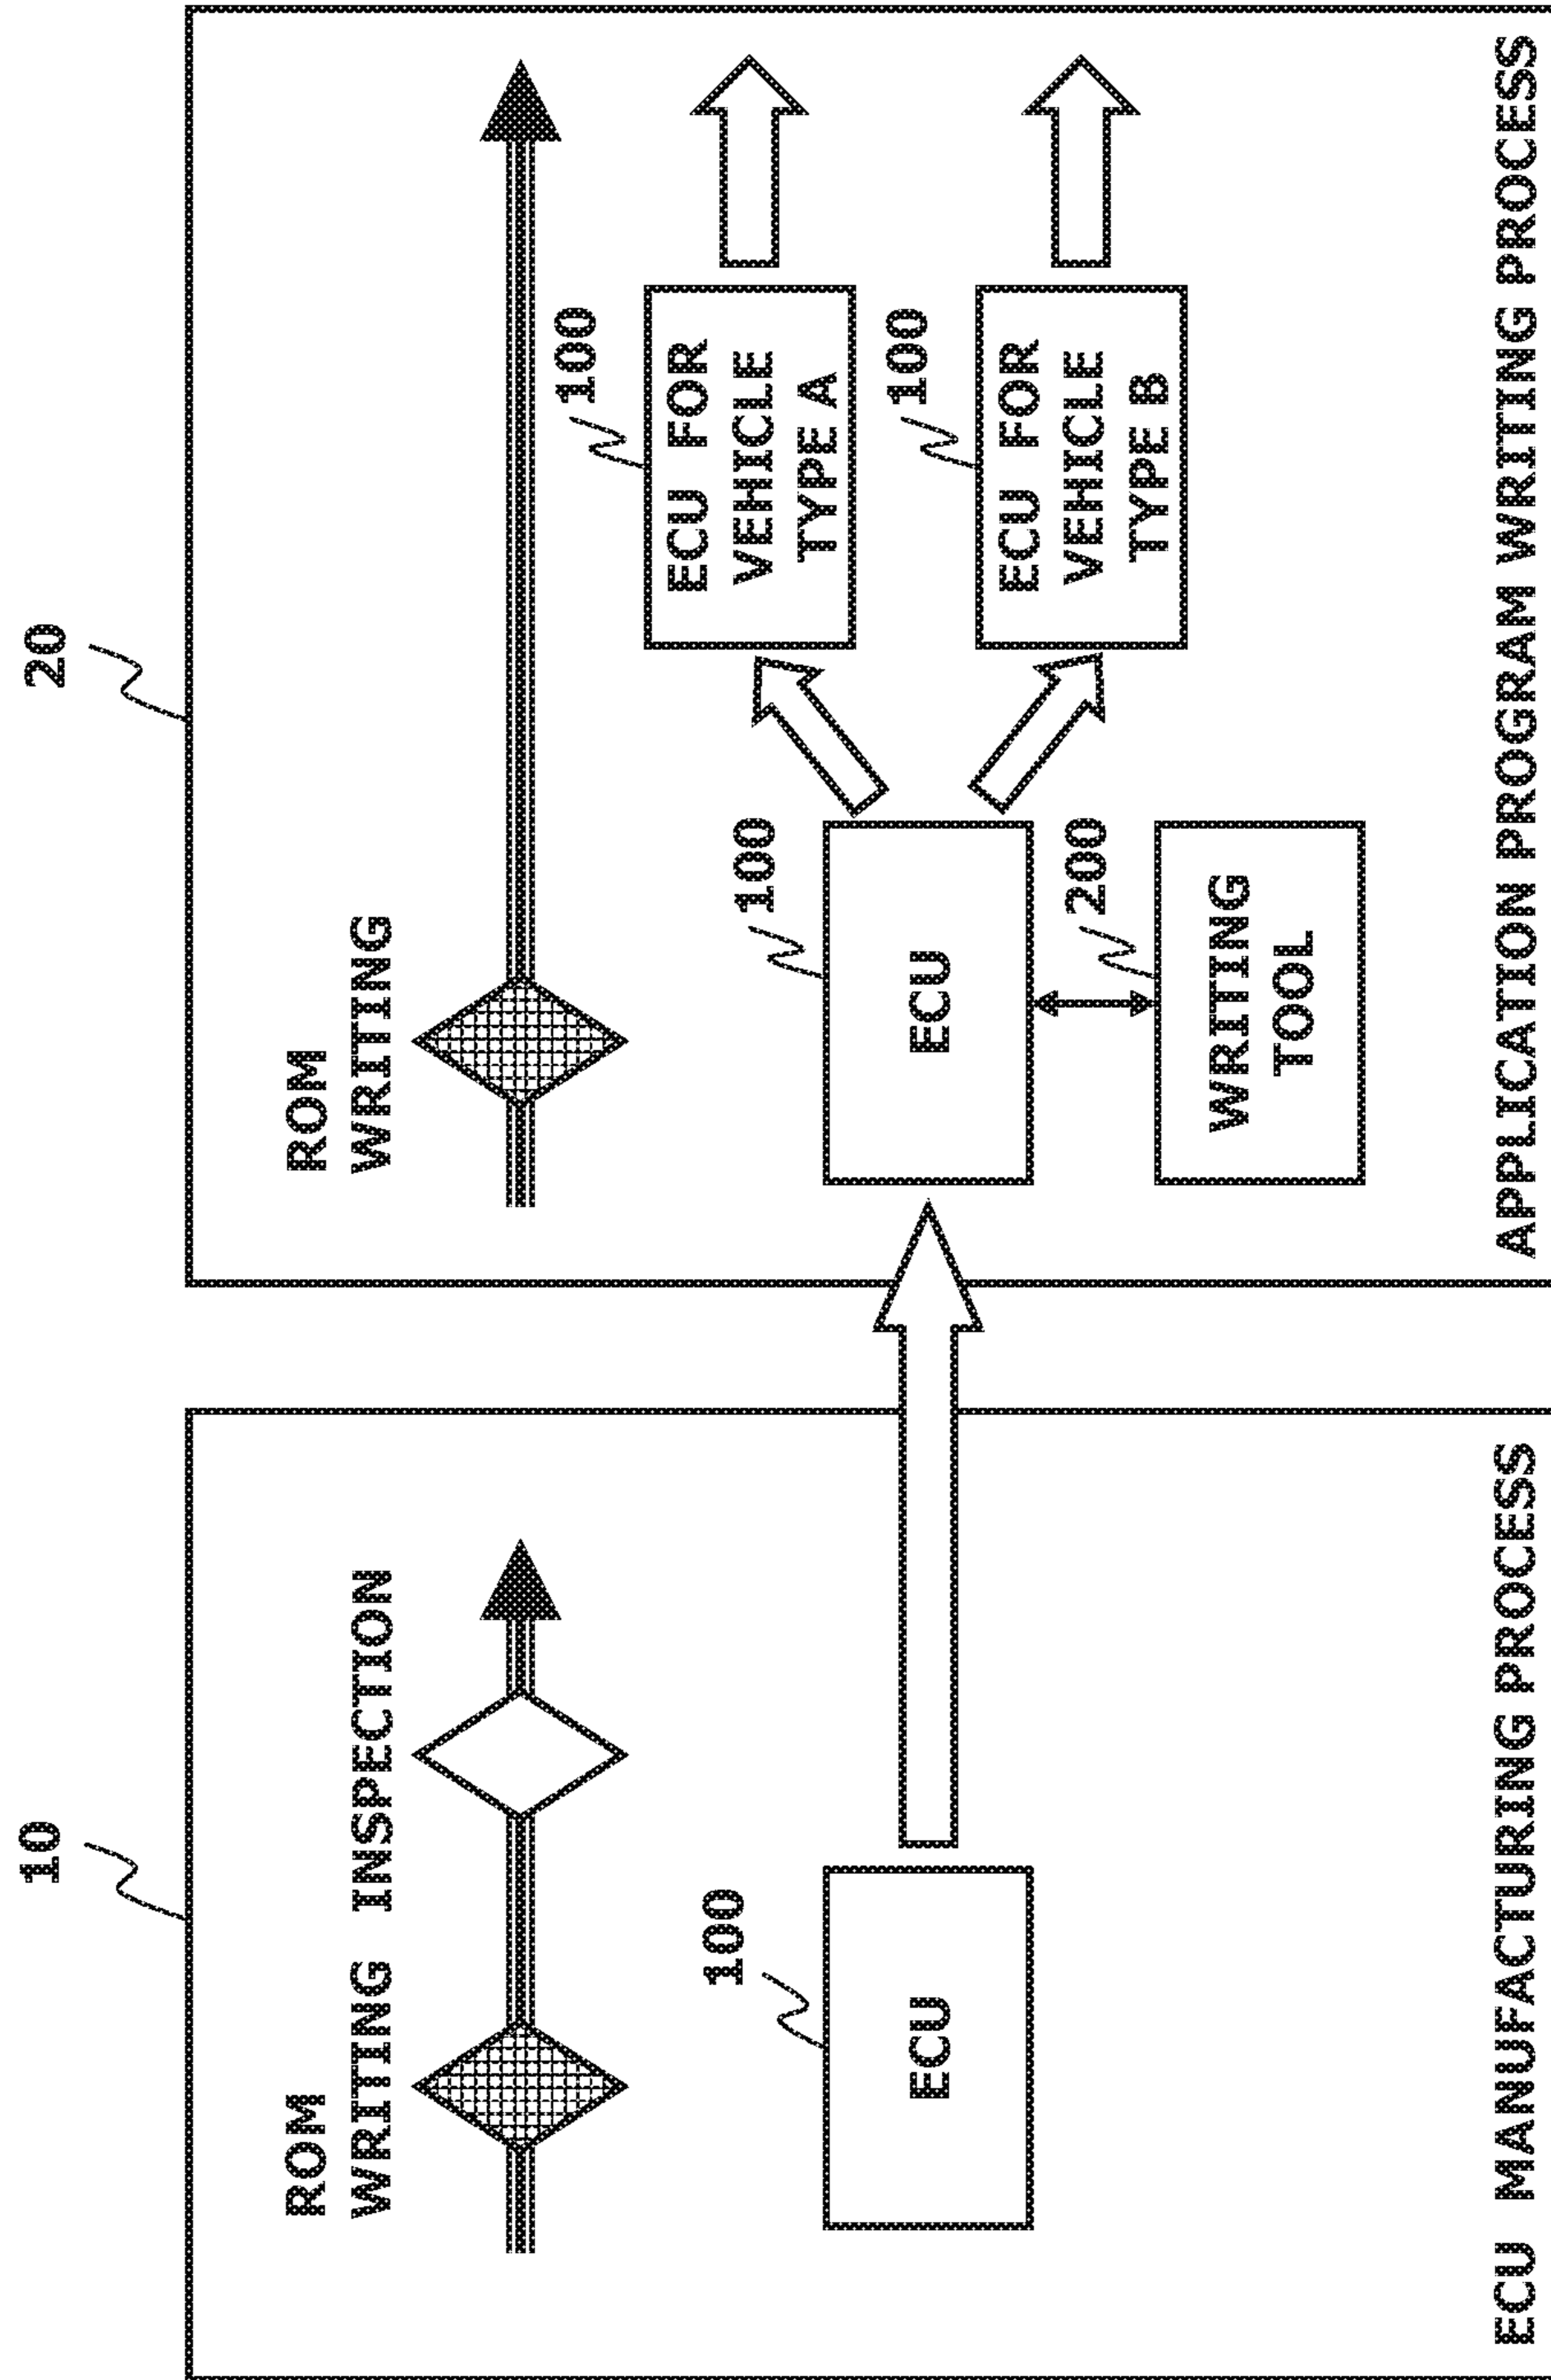 10
ROM
WRITING INSPECTION
100
ECU
ECU MANUFACTURING PROCESS
20
ROM
WRITING
100
ECU
200
WRITING
TOOL
100
ECU FOR
VEHICLE
TYPE A
100
ECU FOR
VEHICLE
TYPE B
APPLICATION PROGRAM WRITING PROCESS